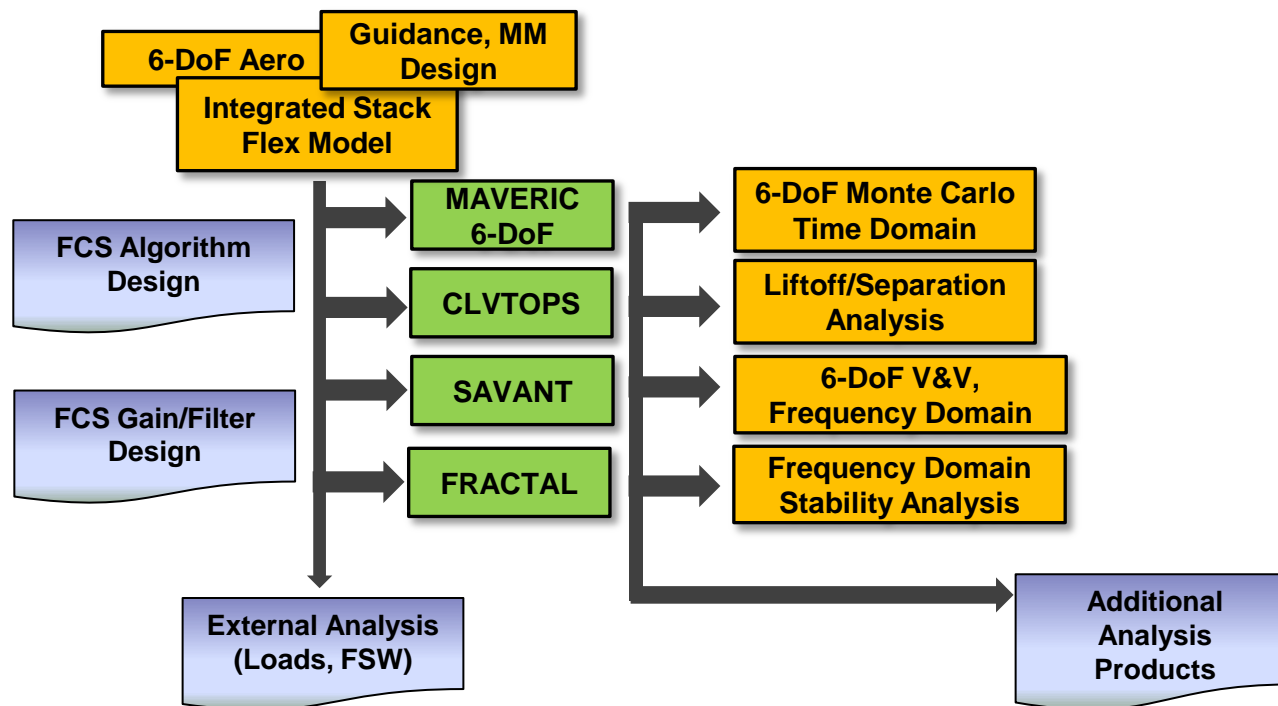 6-DoF Aero
Guidance, MM
Design
Integrated Stack
Flex Model
FCS Algorithm
Design
FCS Gain/Filter
Design
MAVERIC
6-DoF
CLVTOPS
SAVANT
FRACTAL
6-DoF Monte Carlo
Time Domain
Liftoff/Separation
Analysis
6-DoF V&V,
Frequency Domain
Frequency Domain
Stability Analysis
External Analysis
(Loads, FSW)
Additional
Analysis
Products